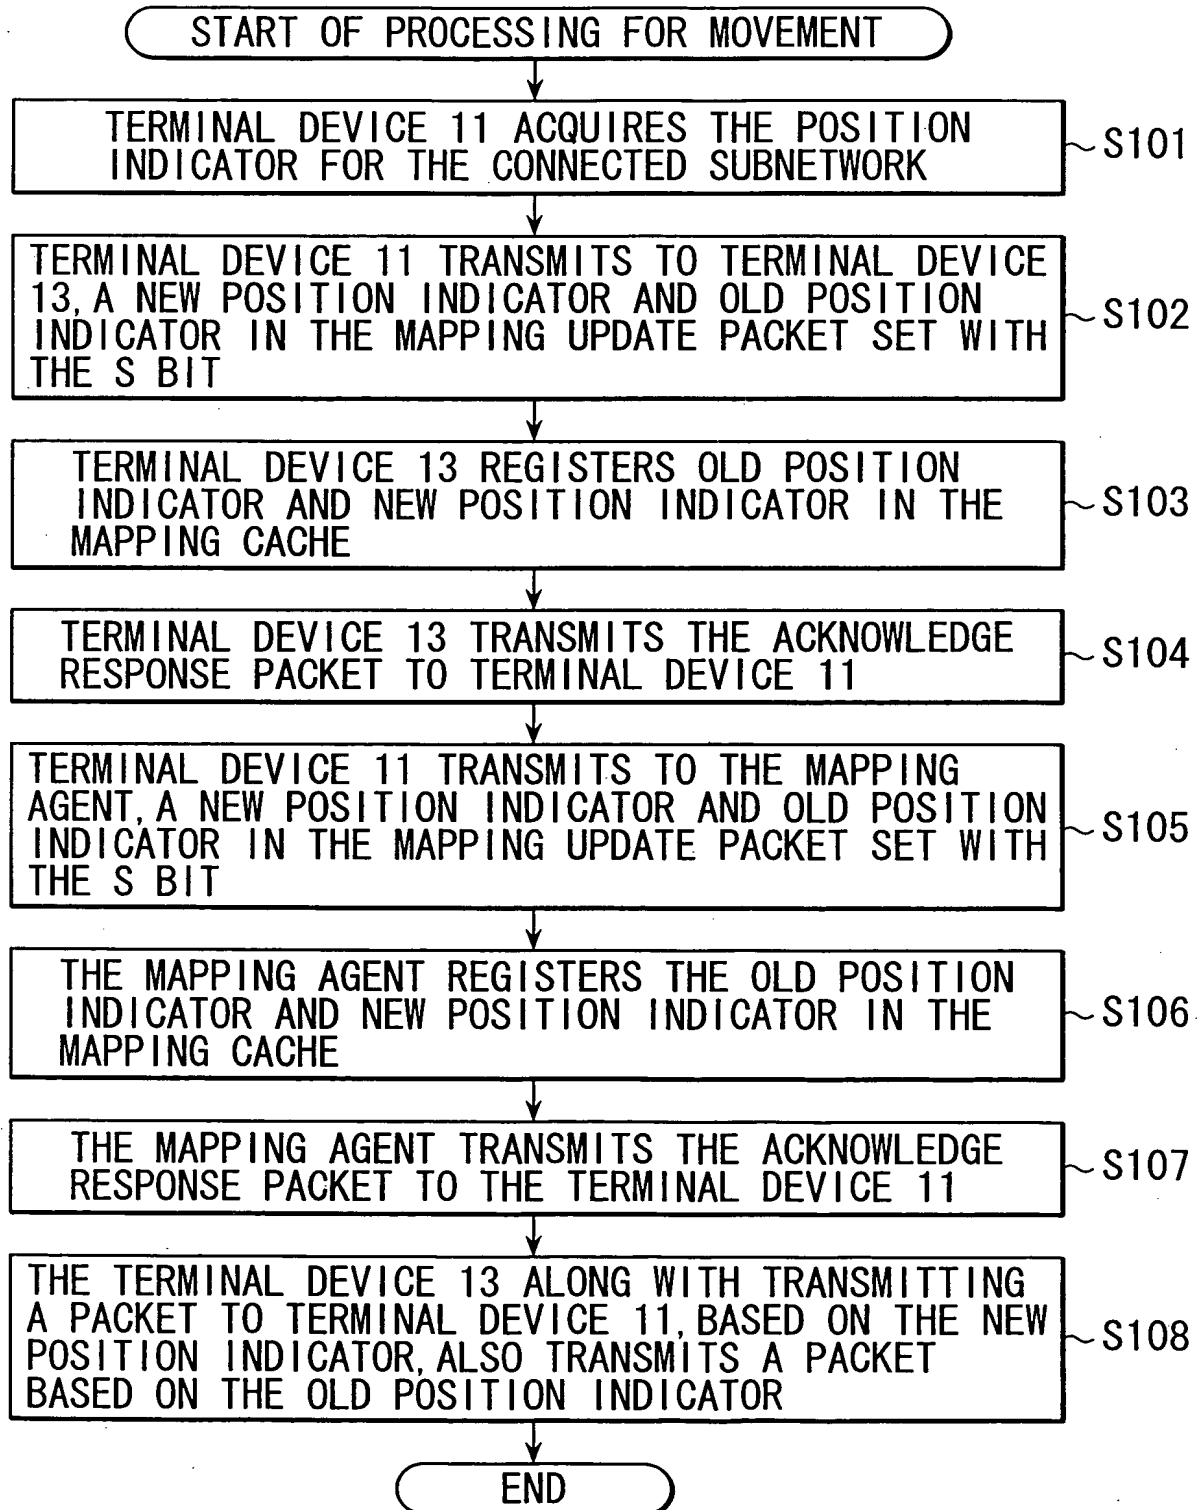 START OF PROCESSING FOR MOVEMENT
TERMINAL DEVICE 11 ACQUIRES THE POSITION
INDICATOR FOR THE CONNECTED SUBNETWORK
S101
TERMINAL DEVICE 11 TRANSMITS TO TERMINAL DEVICE
13, A NEW POSITION INDICATOR AND OLD POSITION
INDICATOR IN THE MAPPING UPDATE PACKET SET WITH
THE S BIT
S102
TERMINAL DEVICE 13 REGISTERS OLD POSITION
INDICATOR AND NEW POSITION INDICATOR IN THE
MAPPING CACHE
S103
TERMINAL DEVICE 13 TRANSMITS THE ACKNOWLEDGE
RESPONSE PACKET TO TERMINAL DEVICE 11
S104
TERMINAL DEVICE 11 TRANSMITS TO THE MAPPING
AGENT, A NEW POSITION INDICATOR AND OLD POSITION
INDICATOR IN THE MAPPING UPDATE PACKET SET WITH
THE S BIT
S105
THE MAPPING AGENT REGISTERS THE OLD POSITION
INDICATOR AND NEW POSITION INDICATOR IN THE
MAPPING CACHE
S106
THE MAPPING AGENT TRANSMITS THE ACKNOWLEDGE
RESPONSE PACKET TO THE TERMINAL DEVICE 11
S107
THE TERMINAL DEVICE 13 ALONG WITH TRANSMITTING
A PACKET TO TERMINAL DEVICE 11, BASED ON THE NEW
POSITION INDICATOR, ALSO TRANSMITS A PACKET
BASED ON THE OLD POSITION INDICATOR
S108
END